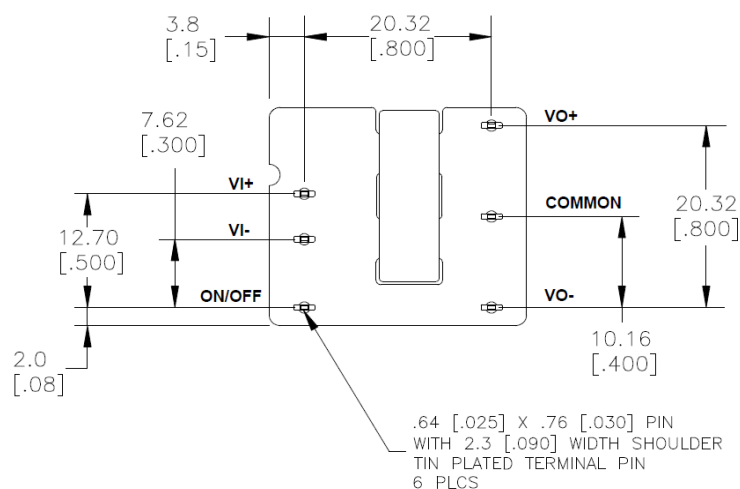 3.8
[.15]
20.32
[.800]
7.62
[.300]
VO+
VI+
20.32
[.800]
COMMON
12.70
[.500]
VI-
ON/OFF
VO-
10.16
[.400]
2.0
[.08]
.64 [.025] X .76 [.030] PIN
WITH 2.3 [.090] WIDTH SHOULDER
TIN PLATED TERMINAL PIN
6 PLCS